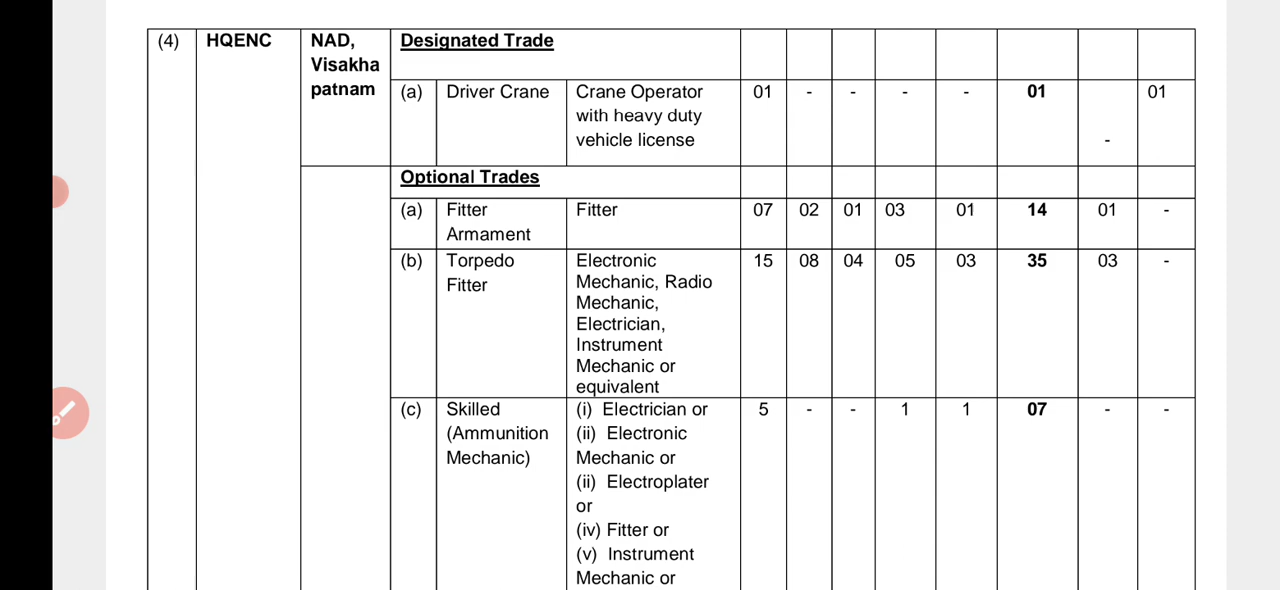 (4) HQENC NAD, Designated Trade
Visakha
patnam (a) Driver Crane Crane Operator 01 - - - - 01 01
with heavy duty
vehicle license -
Optional Trades
(a) Fitter Fitter 07 02 01 03 01 14 01 -
Armament
(b) Torpedo Electronic 15 08 04 05 03 35 03 -
Fitter Mechanic, Radio
Mechanic,
Electrician,
Instrument
Mechanic or
equivalent
(c) Skilled (i) Electrician or 5 - - 1 1 07 - -
(Ammunition (ii) Electronic
Mechanic) Mechanic or
(ii) Electroplater
or
(iv) Fitter or
(v) Instrument
Mechanic or